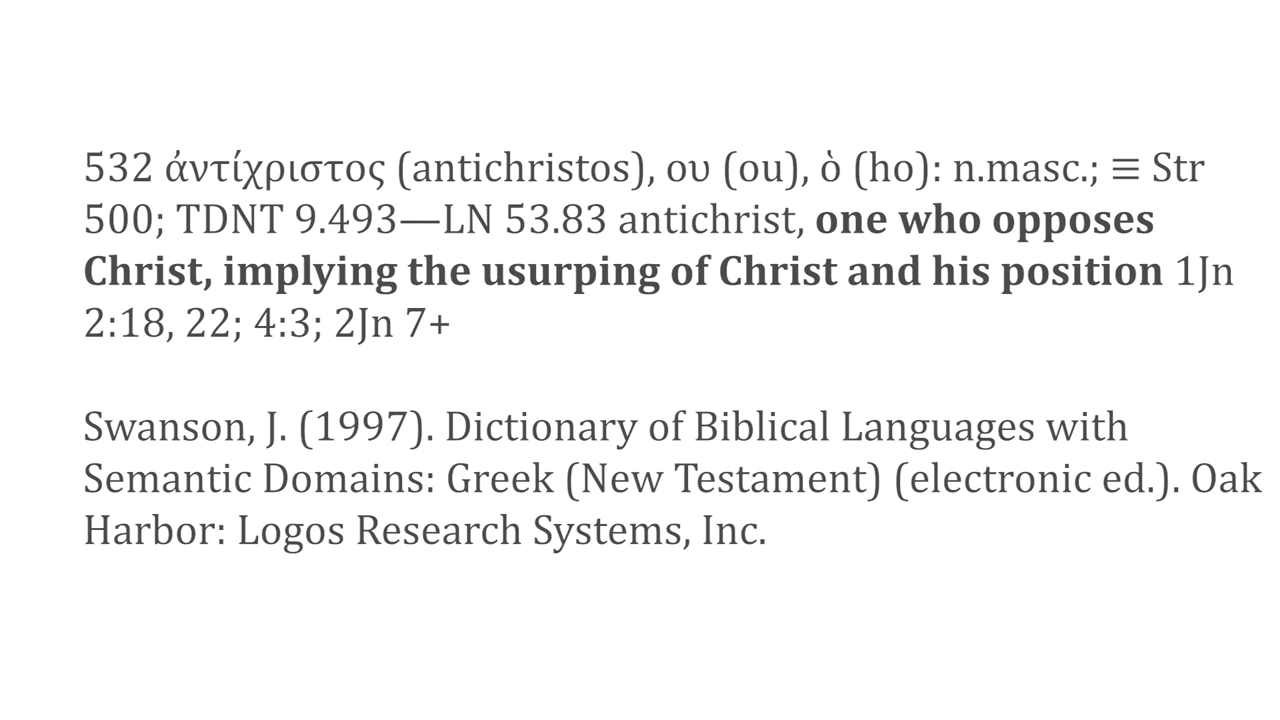 532 ἀντίχριστος (antichristos), ου (ou), ὁ (ho): n.masc.; ≡ Str
500; TDNT 9.493—LN 53.83 antichrist, one who opposes
Christ, implying the usurping of Christ and his position 1Jn
2:18, 22; 4:3; 2Jn 7+
Swanson, J. (1997). Dictionary of Biblical Languages with
Semantic Domains: Greek (New Testament) (electronic ed.). Oak
Harbor: Logos Research Systems, Inc.